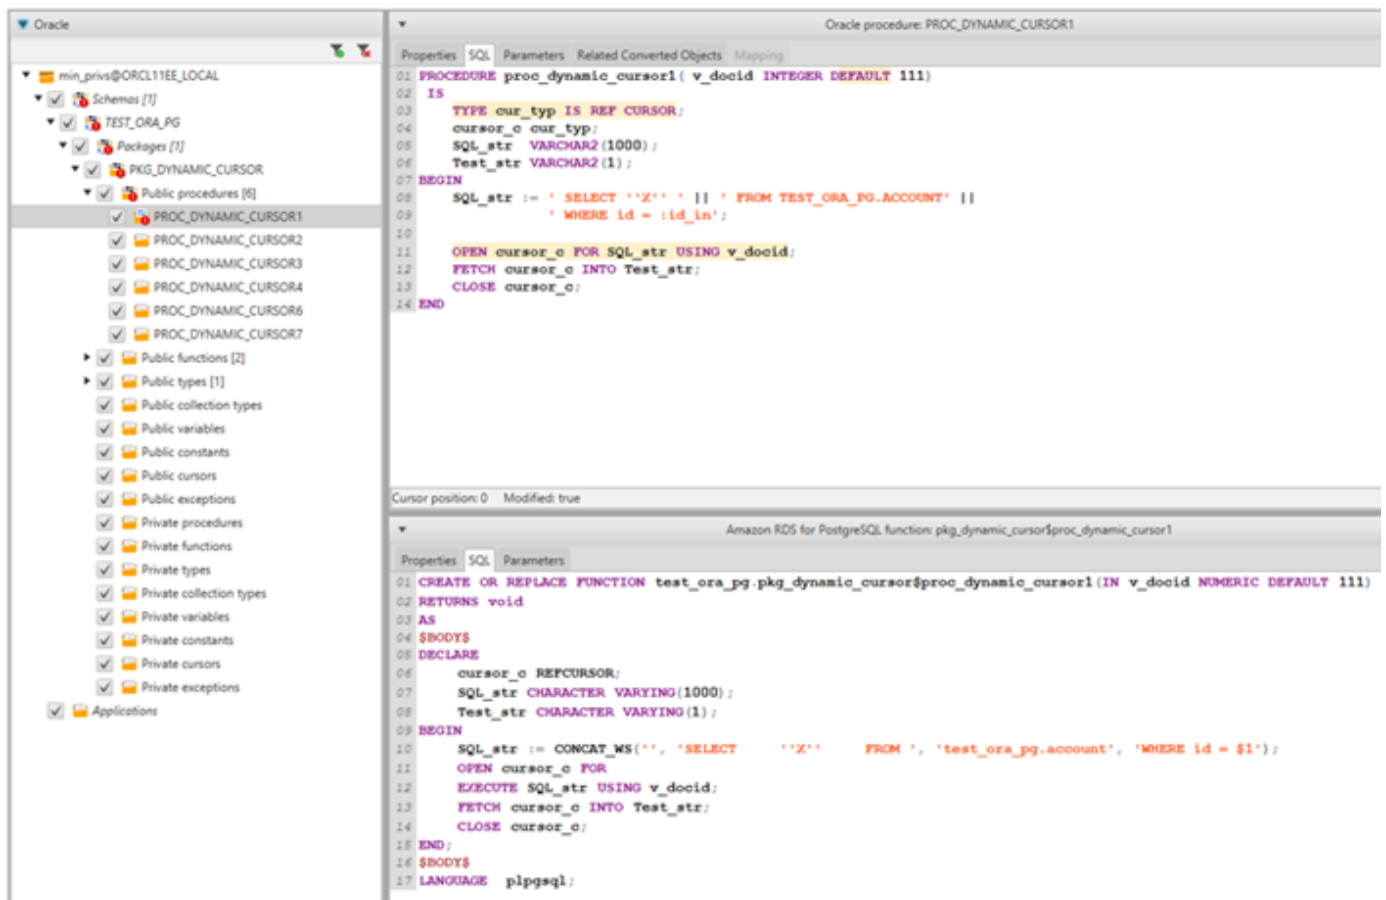 Oracle
min_privs@ORCL11EE_LOCAL
Schemas [1]
TEST_ORA_PG
Packages [1]
PKG_DYNAMIC_CURSOR
Public procedures [6]
PROC_DYNAMIC_CURSOR1
PROC_DYNAMIC_CURSOR2
PROC_DYNAMIC_CURSOR3
PROC_DYNAMIC_CURSOR4
PROC_DYNAMIC_CURSOR6
PROC_DYNAMIC_CURSOR7
Public functions [2]
Public types [1]
Public collection types
Public variables
Public constants
Public cursors
Public exceptions
Private procedures
Private functions
Private types
Private collection types
Private variables
Private constants
Private cursors
Private exceptions
Applications
Oracle procedure: PROC_DYNAMIC_CURSOR1
Properties SQL Parameters Related Converted Objects Mapping
01 PROCEDURE proc_dynamic_cursor1( v_docid INTEGER DEFAULT 111)
02 IS
03 TYPE cur_typ IS REF CURSOR;
04 cursor_c cur_typ;
05 SQL_str VARCHAR2(1000);
06 Test_str VARCHAR2(1);
07 BEGIN
08 SQL_str := ' SELECT ''X'' ' || ' FROM TEST_ORA_PG.ACCOUNT' ||
09 ' WHERE id = :id_in';
10
11 OPEN cursor_c FOR SQL_str USING v_docid;
12 FETCH cursor_c INTO Test_str;
13 CLOSE cursor_c;
14 END
Cursor position: 0 Modified: true
Amazon RDS for PostgreSQL function: pkg_dynamic_cursor$proc_dynamic_cursor1
Properties SQL Parameters
01 CREATE OR REPLACE FUNCTION test_ora_pg.pkg_dynamic_cursor$proc_dynamic_cursor1(IN v_docid NUMERIC DEFAULT 111)
02 RETURNS void
03 AS
04 $BODY$
05 DECLARE
06 cursor_c REFCURSOR;
07 SQL_str CHARACTER VARYING(1000);
08 Test_str CHARACTER VARYING(1);
09 BEGIN
10 SQL_str := CONCAT_WS('', 'SELECT ''X'' FROM ', 'test_ora_pg.account', 'WHERE id = $1');
11 OPEN cursor_c FOR
12 EXECUTE SQL_str USING v_docid;
13 FETCH cursor_c INTO Test_str;
14 CLOSE cursor_c;
15 END;
16 $BODY$
17 LANGUAGE plpgsql;